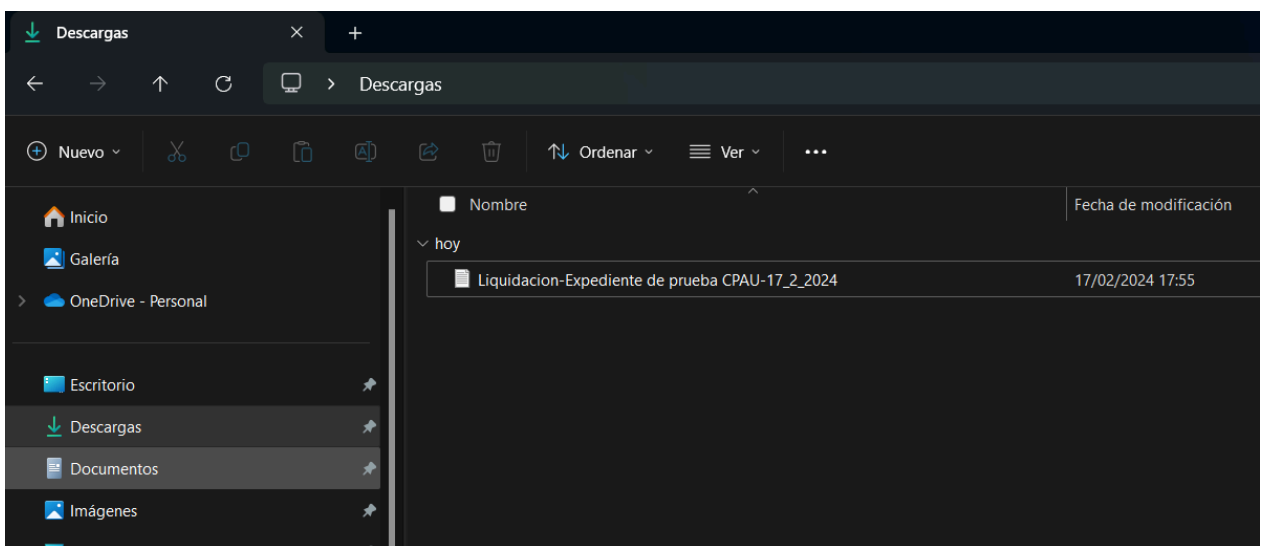 Descargas
Descargas
Nuevo
Ordenar
Ver
Nombre
Fecha de modificación
hoy
Liquidacion-Expediente de prueba CPAU-17_2_2024
17/02/2024 17:55
Inicio
Galería
OneDrive - Personal
Escritorio
Descargas
Documentos
Imágenes